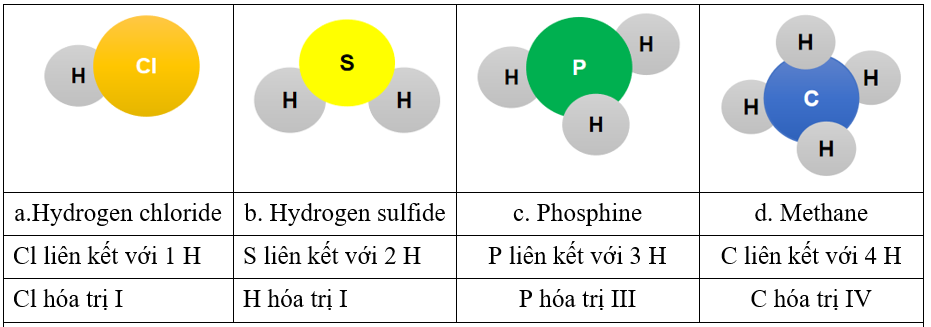 H Cl
S
H H
H
P
H
H
H
H
C
H
H
a.Hydrogen chloride
b. Hydrogen sulfide
c. Phosphine
d. Methane
Cl liên kết với 1 H
S liên kết với 2 H
P liên kết với 3 H
C liên kết với 4 H
Cl hóa trị I
H hóa trị I
P hóa trị III
C hóa trị IV